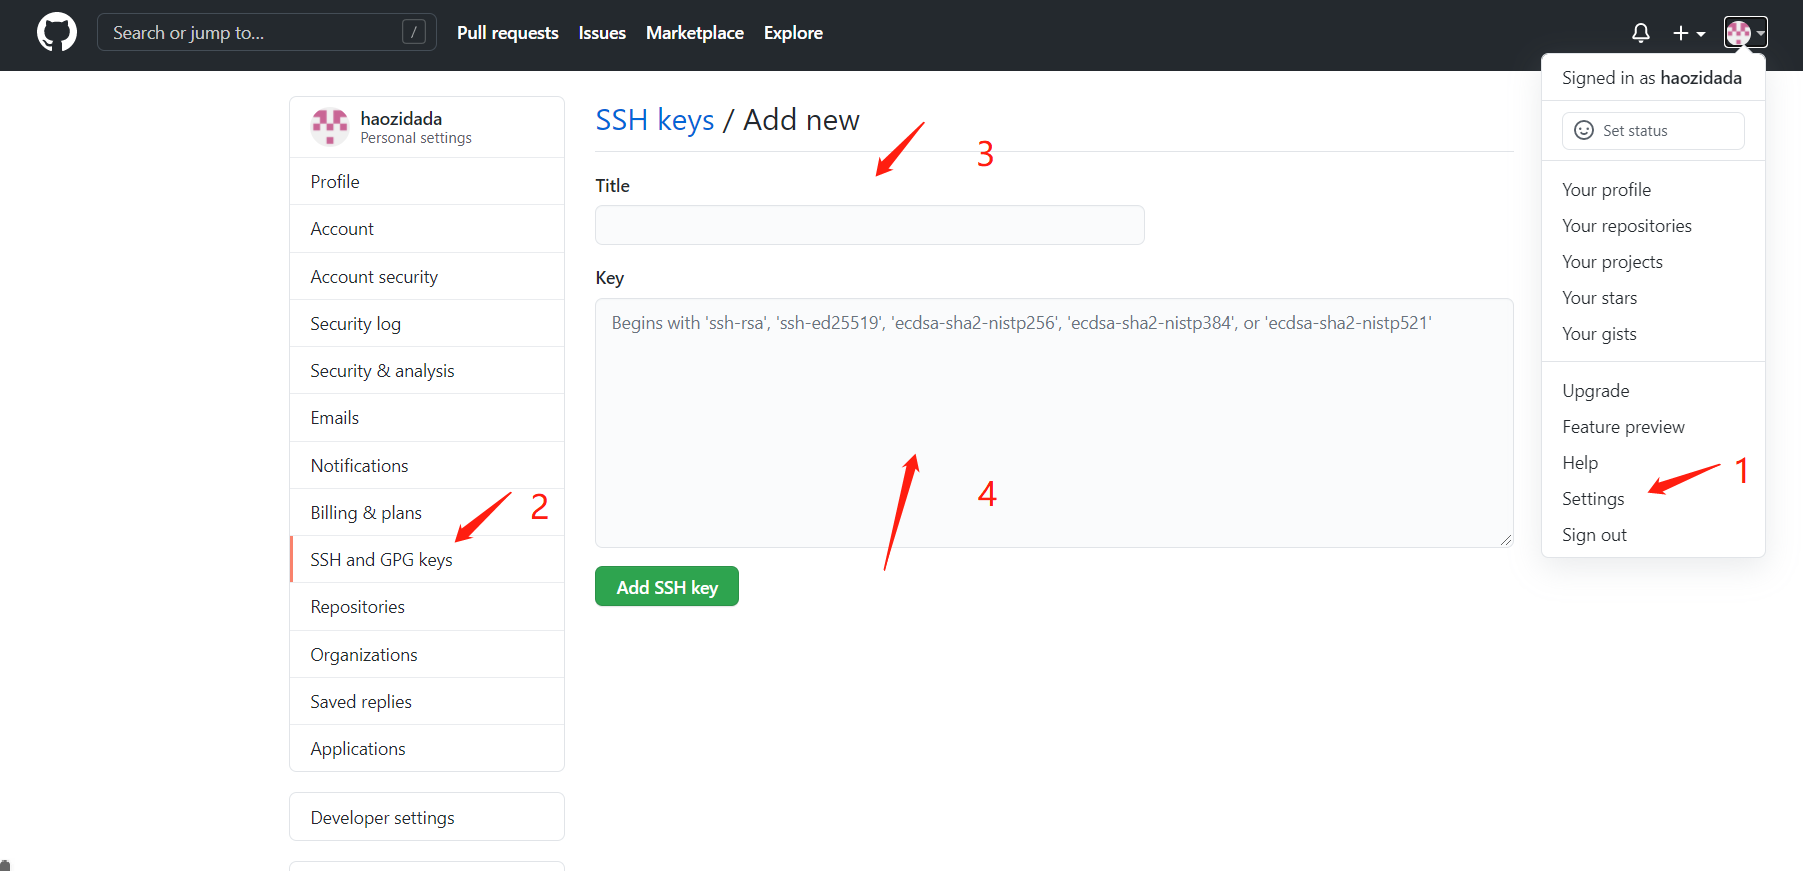 Search or jump to... /
Pull requests Issues Marketplace Explore
Signed in as haozidada
Set status
Your profile
Your repositories
Your projects
Your stars
Your gists
Upgrade
Feature preview
Help
Settings
Sign out
1
haozidada
Personal settings
Profile
Account
Account security
Security log
Security & analysis
Emails
Notifications
Billing & plans
2
SSH and GPG keys
Repositories
Organizations
Saved replies
Applications
Developer settings
SSH keys / Add new
3
Title
Key
Begins with 'ssh-rsa', 'ssh-ed25519', 'ecdsa-sha2-nistp256', 'ecdsa-sha2-nistp384', or 'ecdsa-sha2-nistp521'
4
Add SSH key